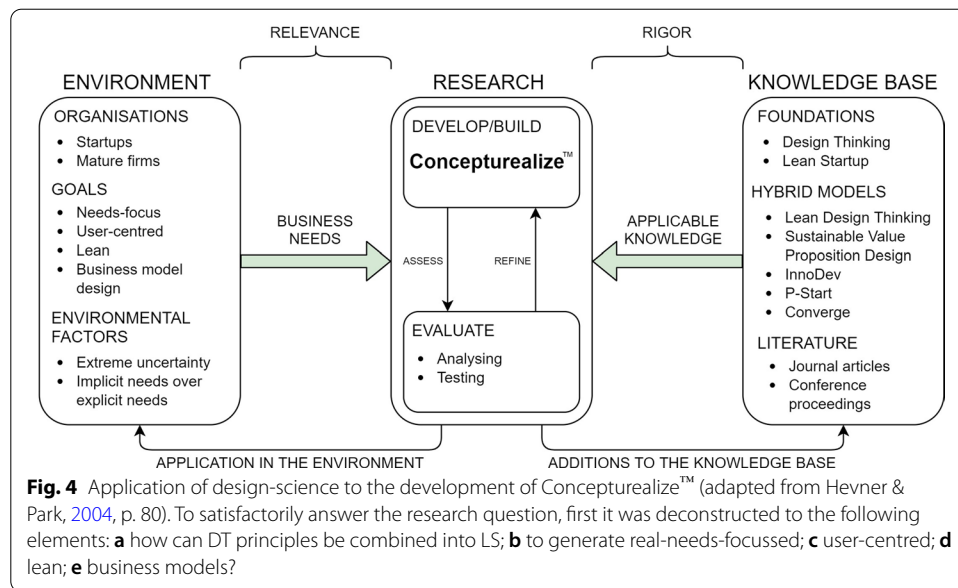 RELEVANCE
RIGOR
ENVIRONMENT
RESEARCH
KNOWLEDGE BASE
ORGANISATIONS
• Startups
• Mature firms
GOALS
• Needs-focus
• User-centred
• Lean
• Business model
design
ENVIRONMENTAL
FACTORS
• Extreme uncertainty
• Implicit needs over
explicit needs
BUSINESS
NEEDS
DEVELOP/BUILD
Concepturealize™
ASSESS
REFINE
EVALUATE
• Analysing
• Testing
APPLICABLE
KNOWLEDGE
FOUNDATIONS
• Design Thinking
• Lean Startup
HYBRID MODELS
• Lean Design Thinking
• Sustainable Value
Proposition Design
• InnoDev
• P-Start
• Converge
LITERATURE
• Journal articles
• Conference
proceedings
APPLICATION IN THE ENVIRONMENT
ADDITIONS TO THE KNOWLEDGE BASE
Fig. 4 Application of design-science to the development of Concepturealize™ (adapted from Hevner &
Park, 2004, p. 80). To satisfactorily answer the research question, first it was deconstructed to the following
elements: a how can DT principles be combined into LS; b to generate real-needs-focussed; c user-centred; d
lean; e business models?